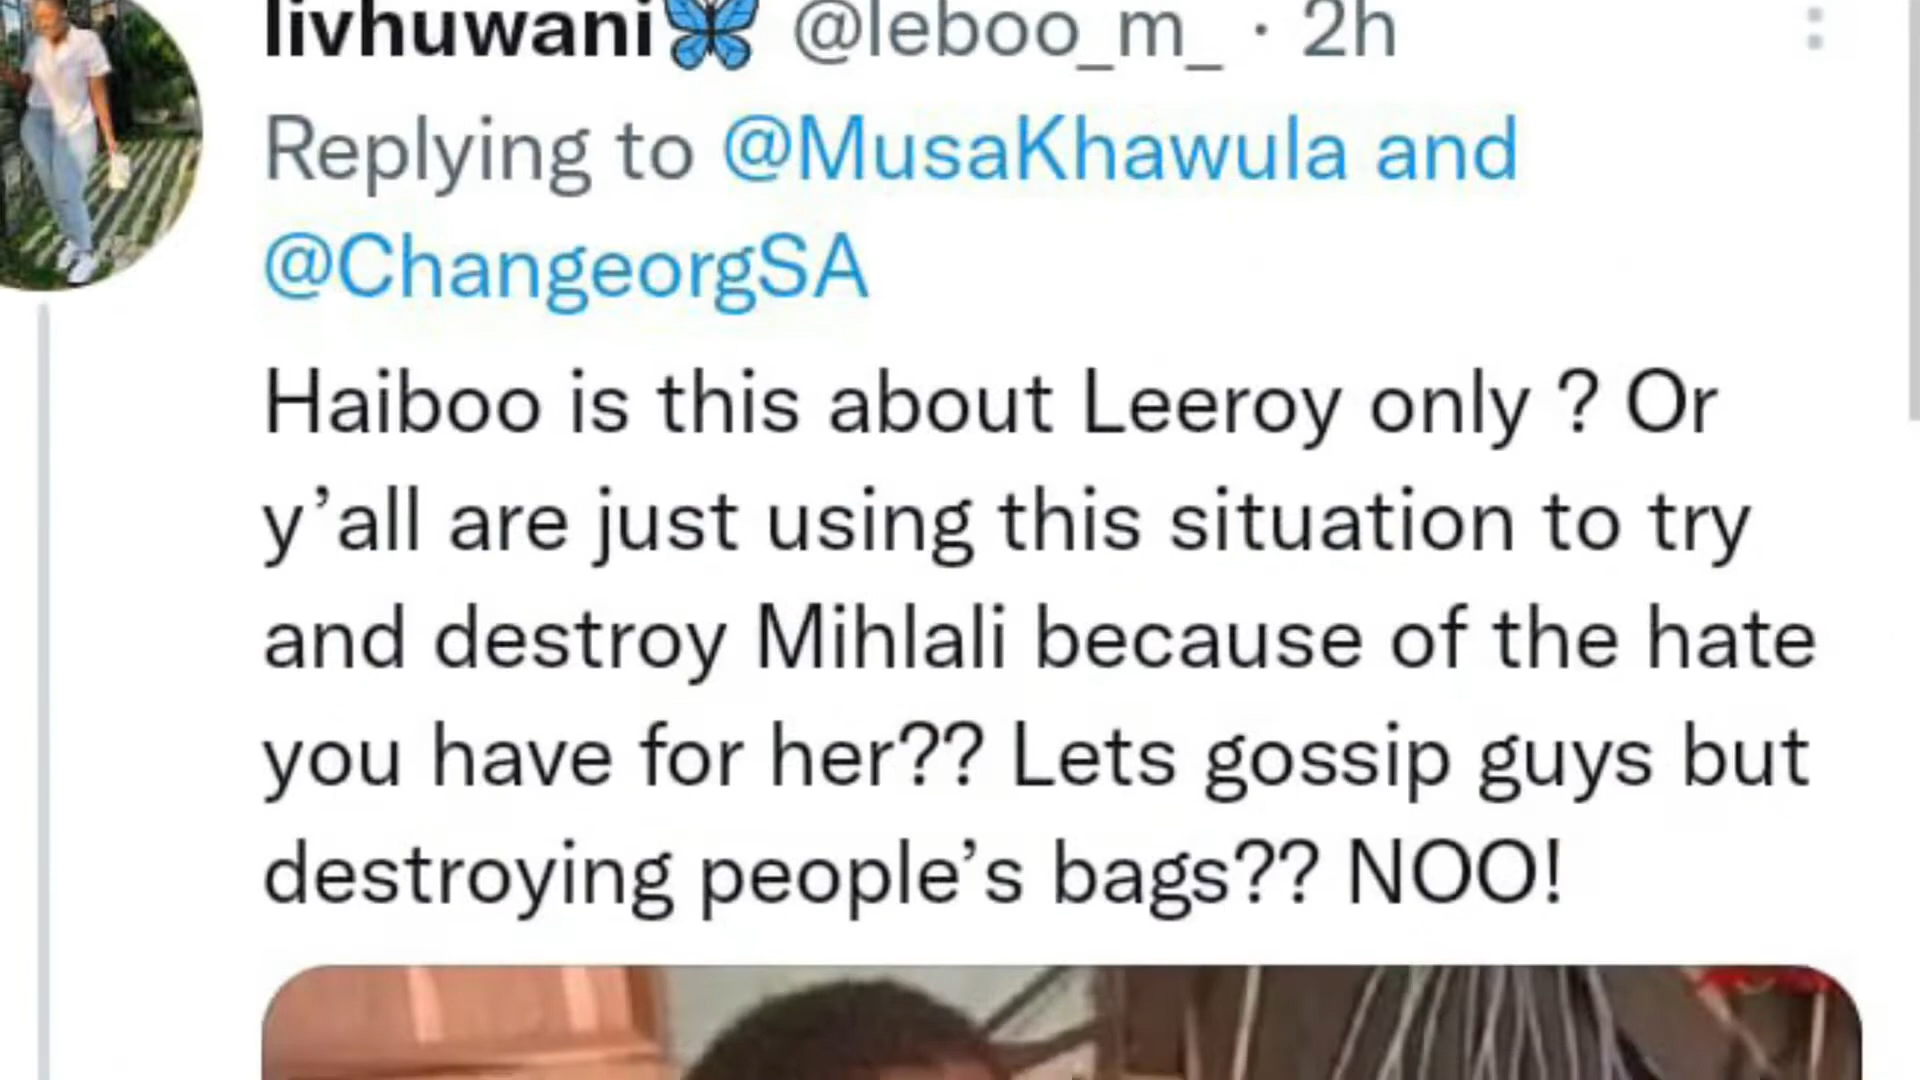 livhuwani🦋 @leboo_m_ · 2h
Replying to @MusaKhawula and
@ChangeorgSA
Haiboo is this about Leeroy only ? Or
y’all are just using this situation to try
and destroy Mihlali because of the hate
you have for her?? Lets gossip guys but
destroying people’s bags?? NOO!